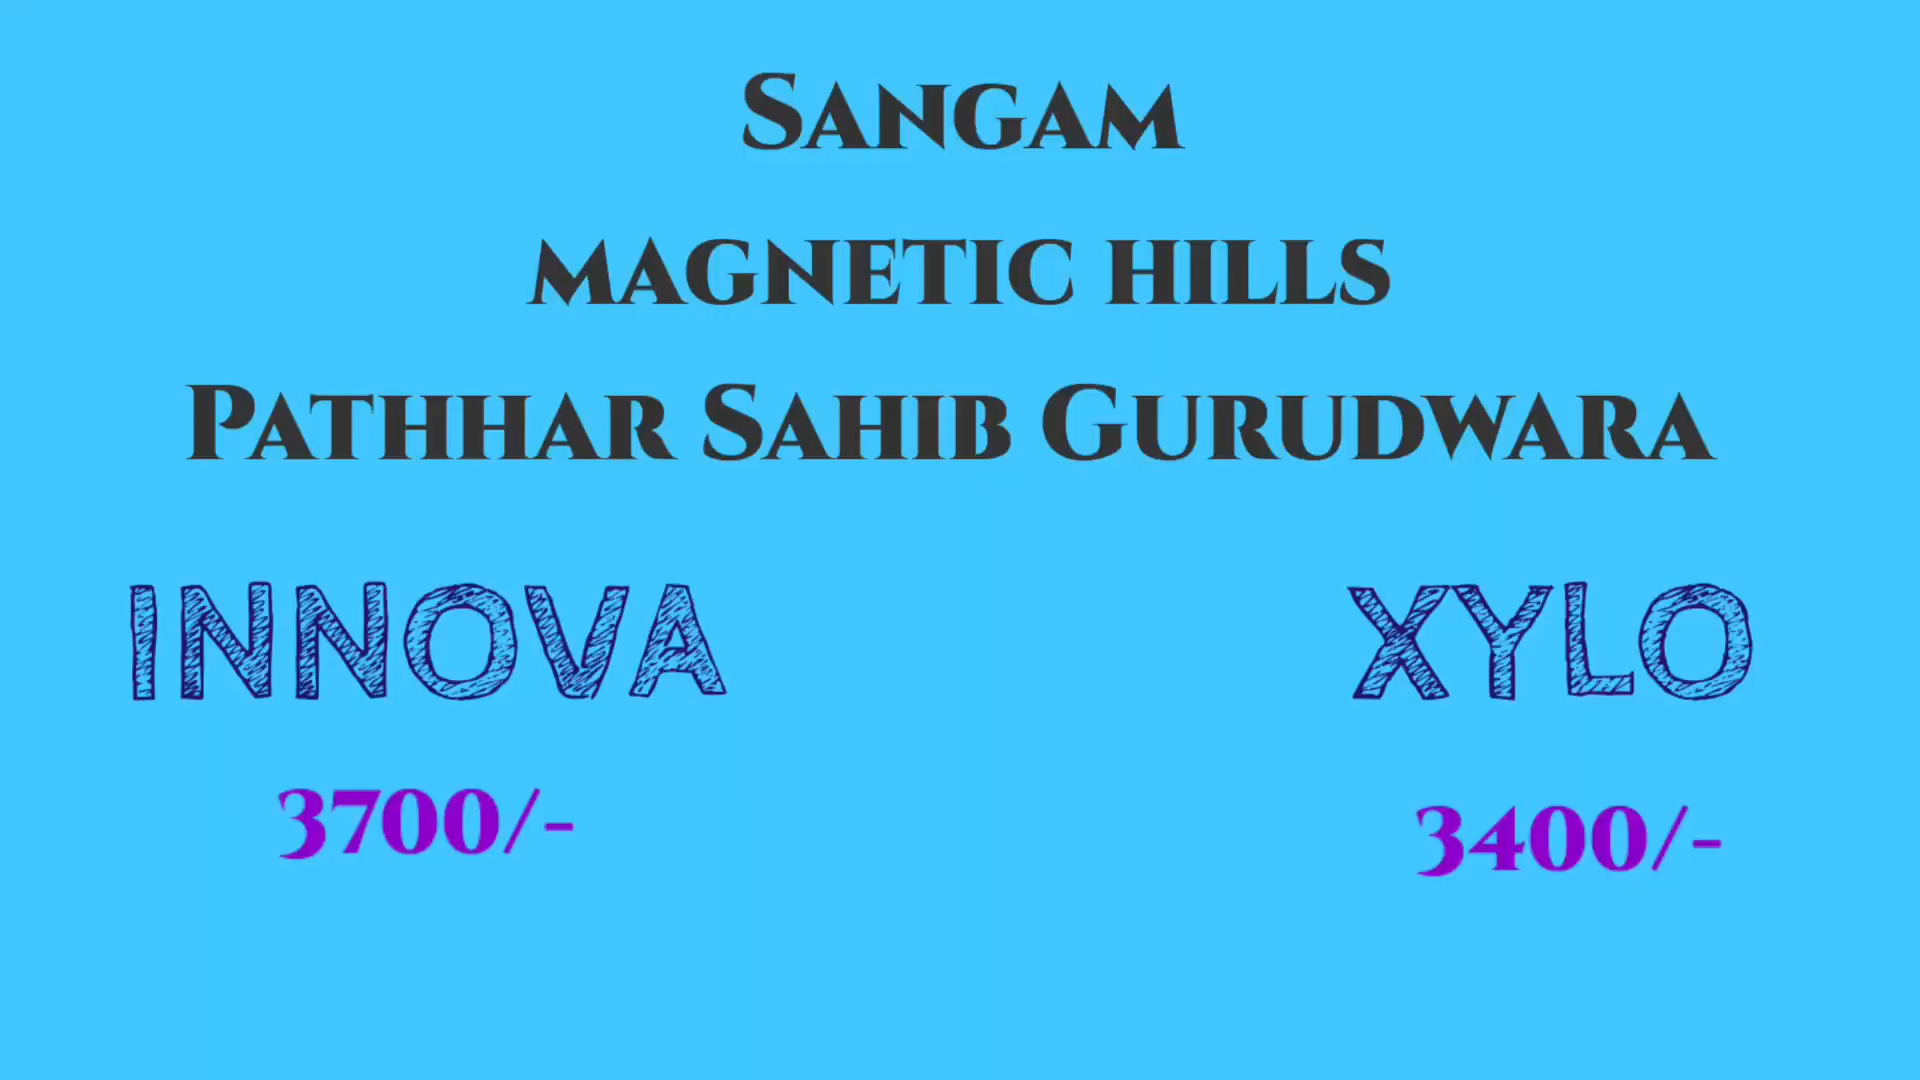 Sangam
magnetic hills
Pathhar Sahib Gurudwara
INNOVA XYLO
3700/- 3400/-